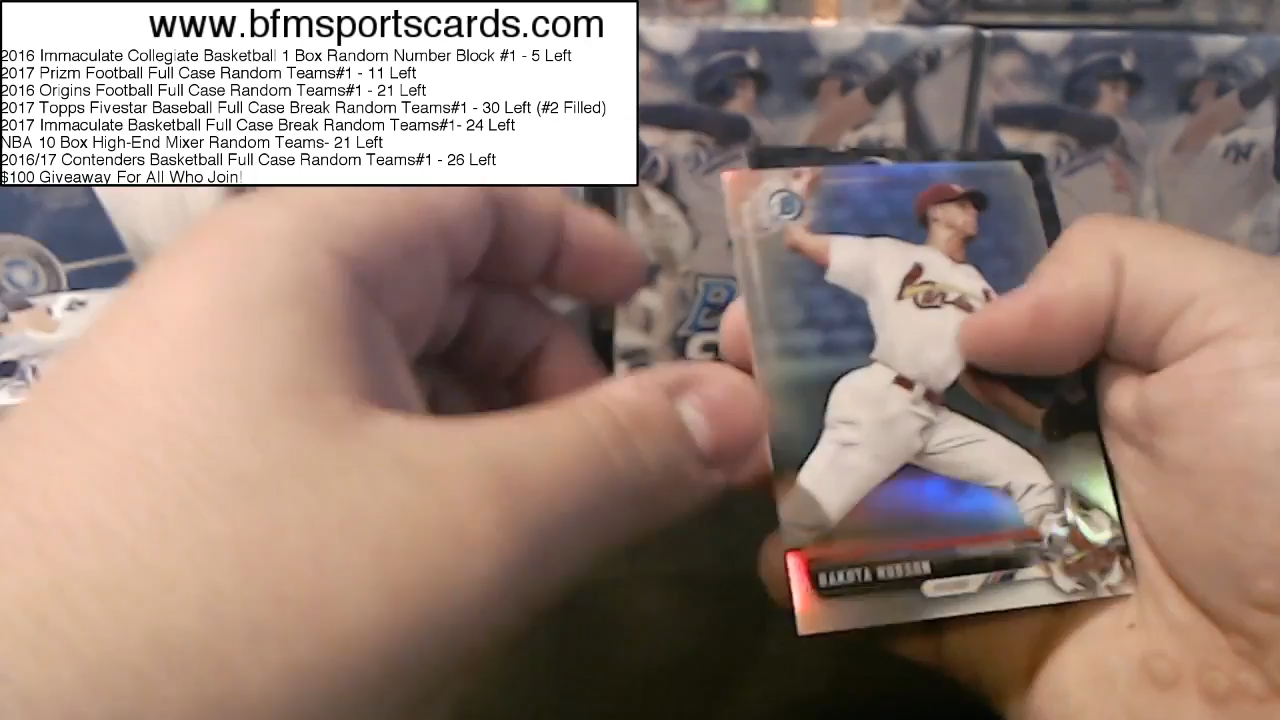 www.bfmsportscards.com
2016 Immaculate Collegiate Basketball 1 Box Random Number Block #1 - 5 Left
2017 Prizm Football Full Case Random Teams#1 - 11 Left
2016 Origins Football Full Case Random Teams#1 - 21 Left
2017 Topps Fivestar Baseball Full Case Break Random Teams#1 - 30 Left (#2 Filled)
2017 Immaculate Basketball Full Case Break Random Teams#1- 24 Left
NBA 10 Box High-End Mixer Random Teams- 21 Left
2016/17 Contenders Basketball Full Case Random Teams#1 - 26 Left
$100 Giveaway For All Who Join!
DAKOTA HUDSON